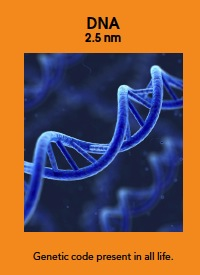 DNA
2.5 nm
Genetic code present in all life.